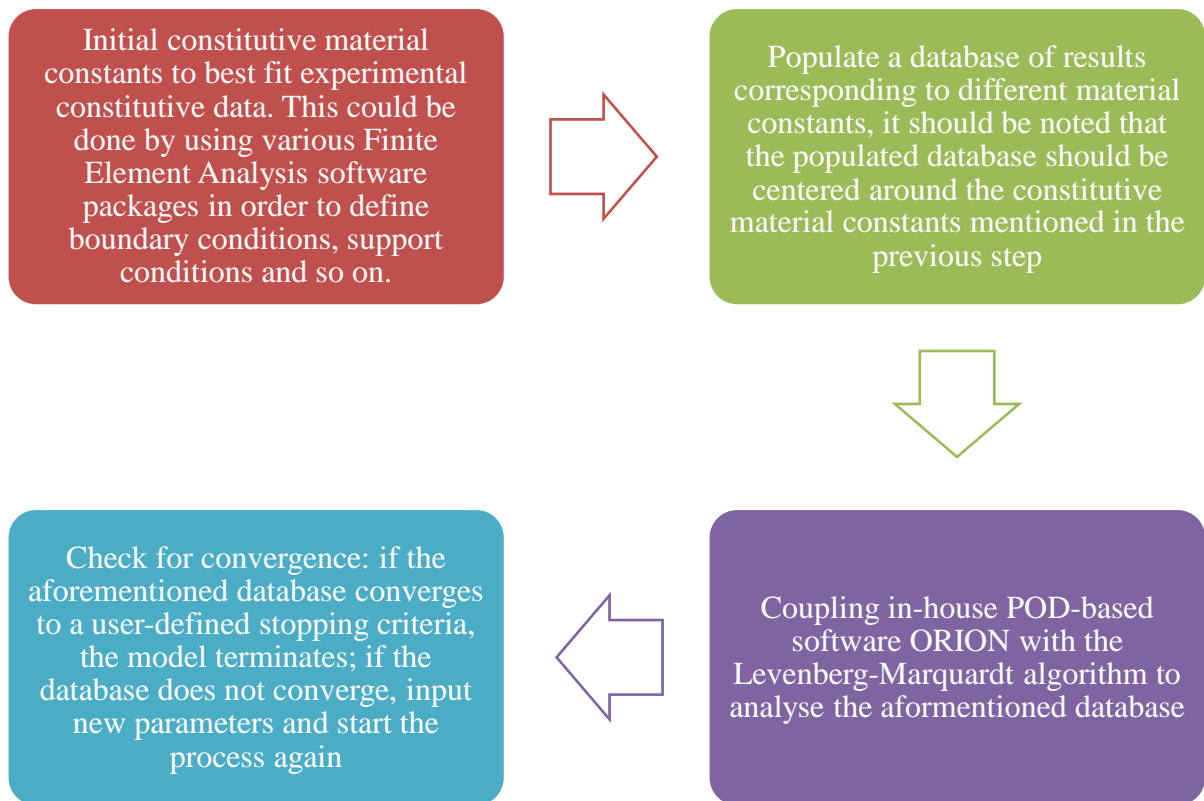 Initial constitutive material
constants to best fit experimental
constitutive data. This could be
done by using various Finite
Element Analysis software
packages in order to define
boundary conditions, support
conditions and so on.
Populate a database of results
corresponding to different material
constants, it should be noted that
the populated database should be
centered around the constitutive
material constants mentioned in the
previous step
Coupling in-house POD-based
software ORION with the
Levenberg-Marquardt algorithm to
analyse the aformentioned database
Check for convergence: if the
aforementioned database converges
to a user-defined stopping criteria,
the model terminates; if the
database does not converge, input
new parameters and start the
process again